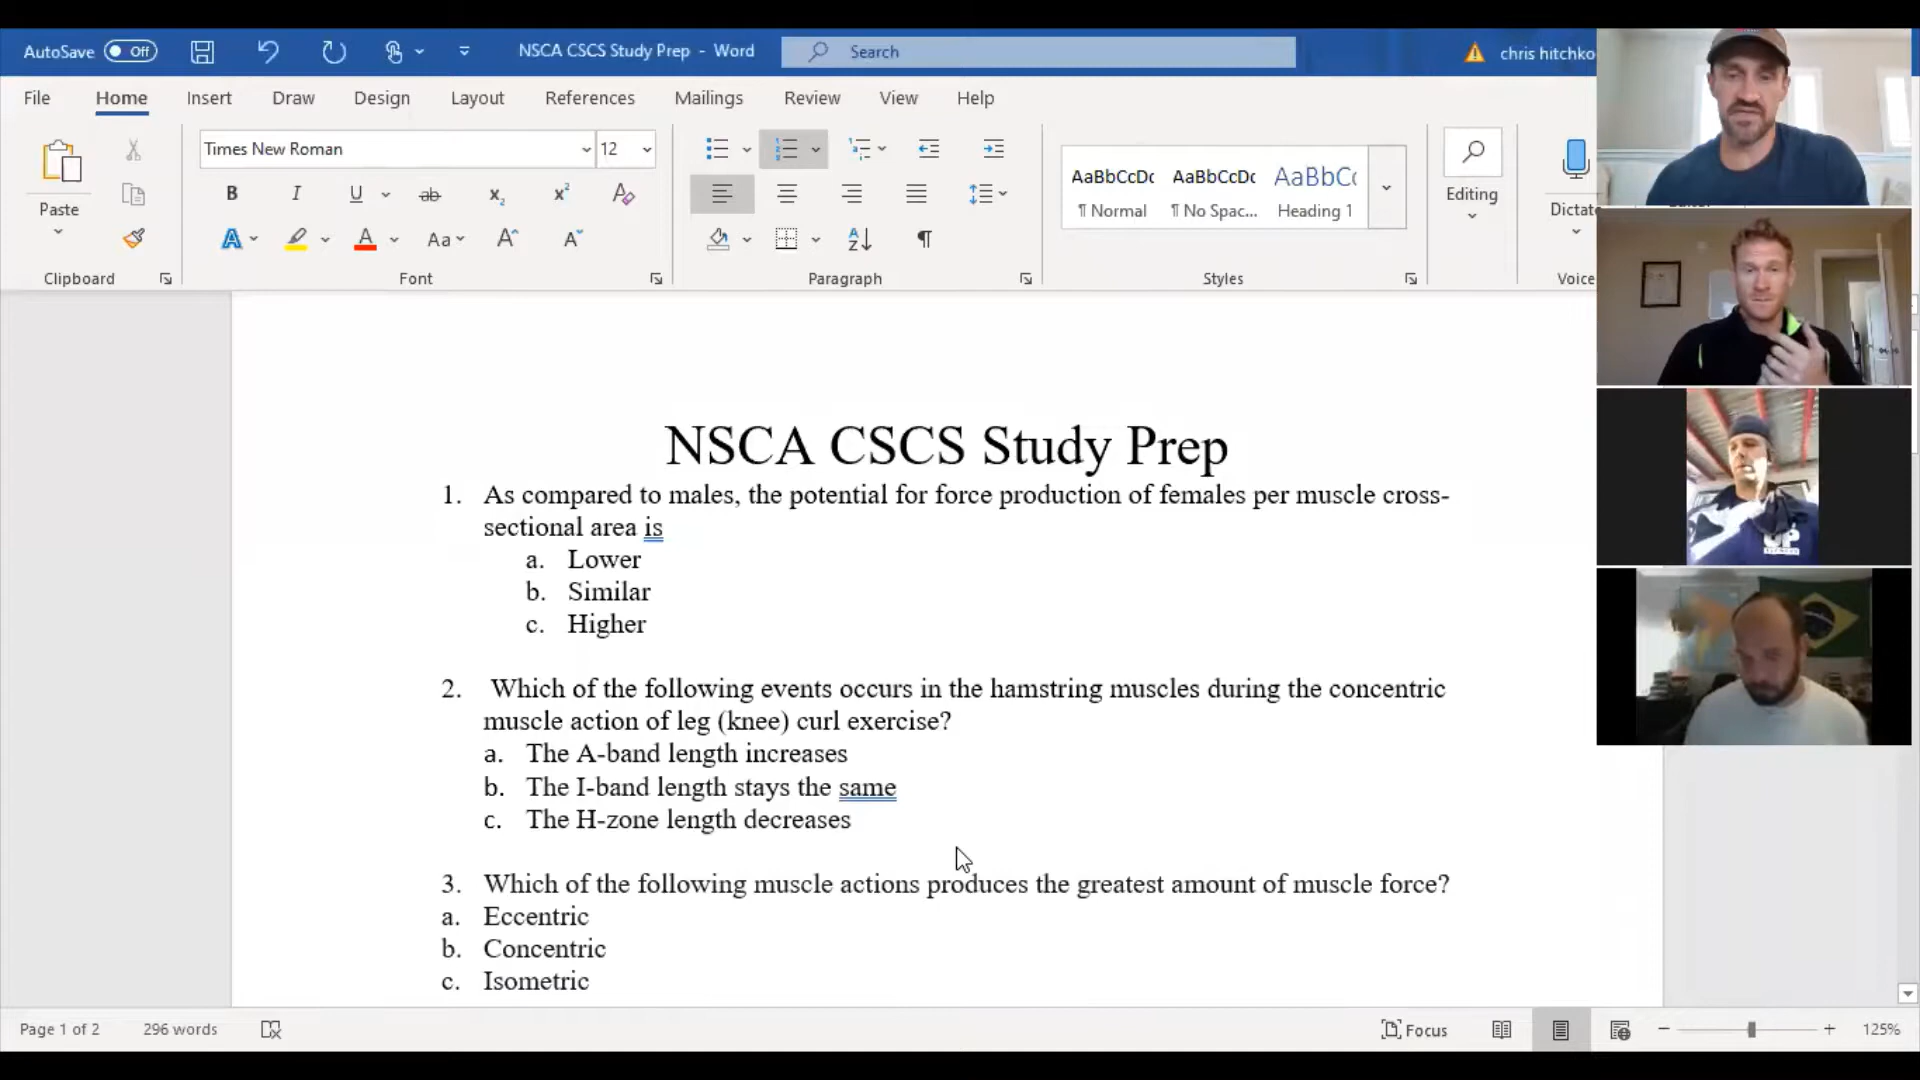 AutoSave Off NSCA CSCS Study Prep - Word Search chris hitchko
File Home Insert Draw Design Layout References Mailings Review View Help
Times New Roman 12
AaBbCcDc AaBbCcDc AaBbC
¶ Normal ¶ No Spac... Heading 1
Paste Editing Dictat
Clipboard Font Paragraph Styles Voice
NSCA CSCS Study Prep
1. As compared to males, the potential for force production of females per muscle cross-
sectional area is
a. Lower
b. Similar
c. Higher
2. Which of the following events occurs in the hamstring muscles during the concentric
muscle action of leg (knee) curl exercise?
a. The A-band length increases
b. The I-band length stays the same
c. The H-zone length decreases
3. Which of the following muscle actions produces the greatest amount of muscle force?
a. Eccentric
b. Concentric
c. Isometric
Page 1 of 2 296 words Focus 125%